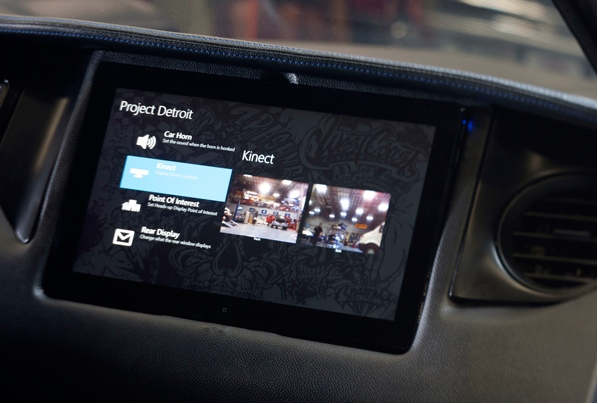 Project Detroit
Car Horn
Set the sound when the horn is honked
Kinect
Kinect
Point Of Interest
Set Heads-up Display Point of Interest
Rear Display
Change what the rear window displays